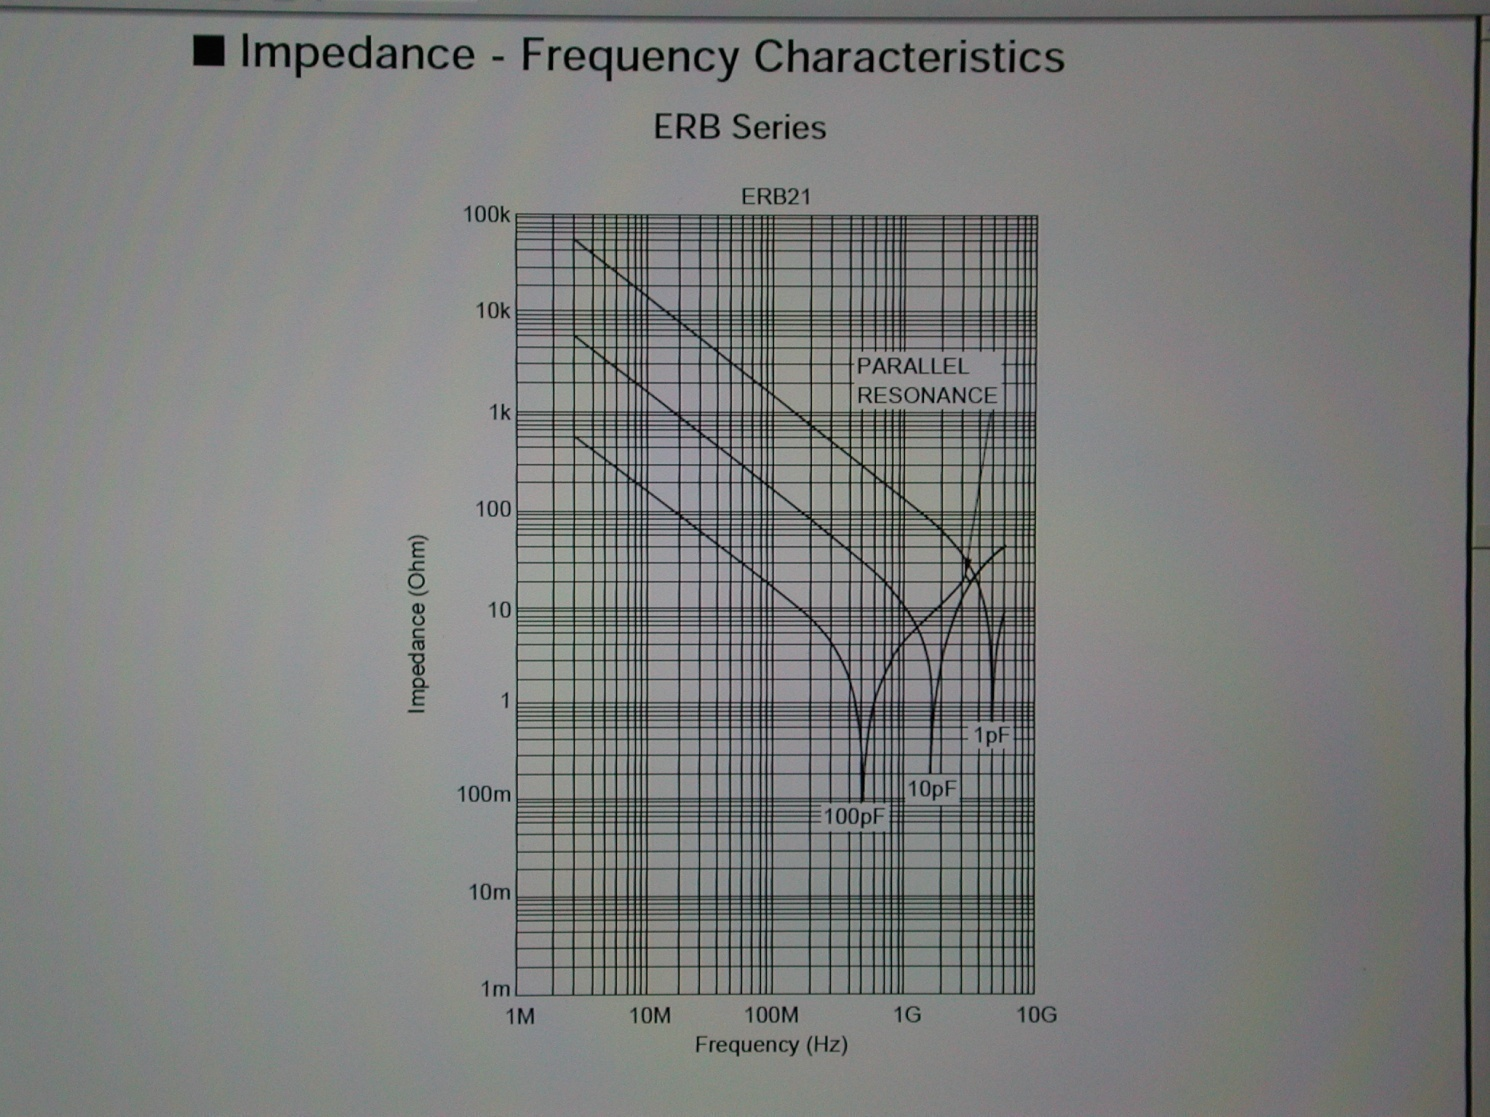 ■ Impedance - Frequency Characteristics
ERB Series
ERB21
100k
10k
1k
100
10
1
100m
10m
1m
Impedance (Ohm)
PARALLEL
RESONANCE
1pF
10pF
100pF
1M 10M 100M 1G 10G
Frequency (Hz)